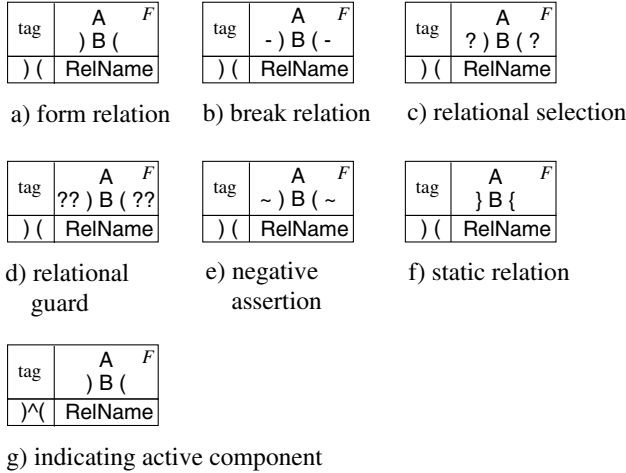 tag A F
) B (
) ( RelName
a) form relation
tag A F
- ) B ( -
) ( RelName
b) break relation
tag A F
? ) B ( ?
) ( RelName
c) relational selection
tag A F
?? ) B ( ??
) ( RelName
d) relational
guard
tag A F
~ ) B ( ~
) ( RelName
e) negative
assertion
tag A F
} B {
) ( RelName
f) static relation
tag A F
) B (
)^( RelName
g) indicating active component